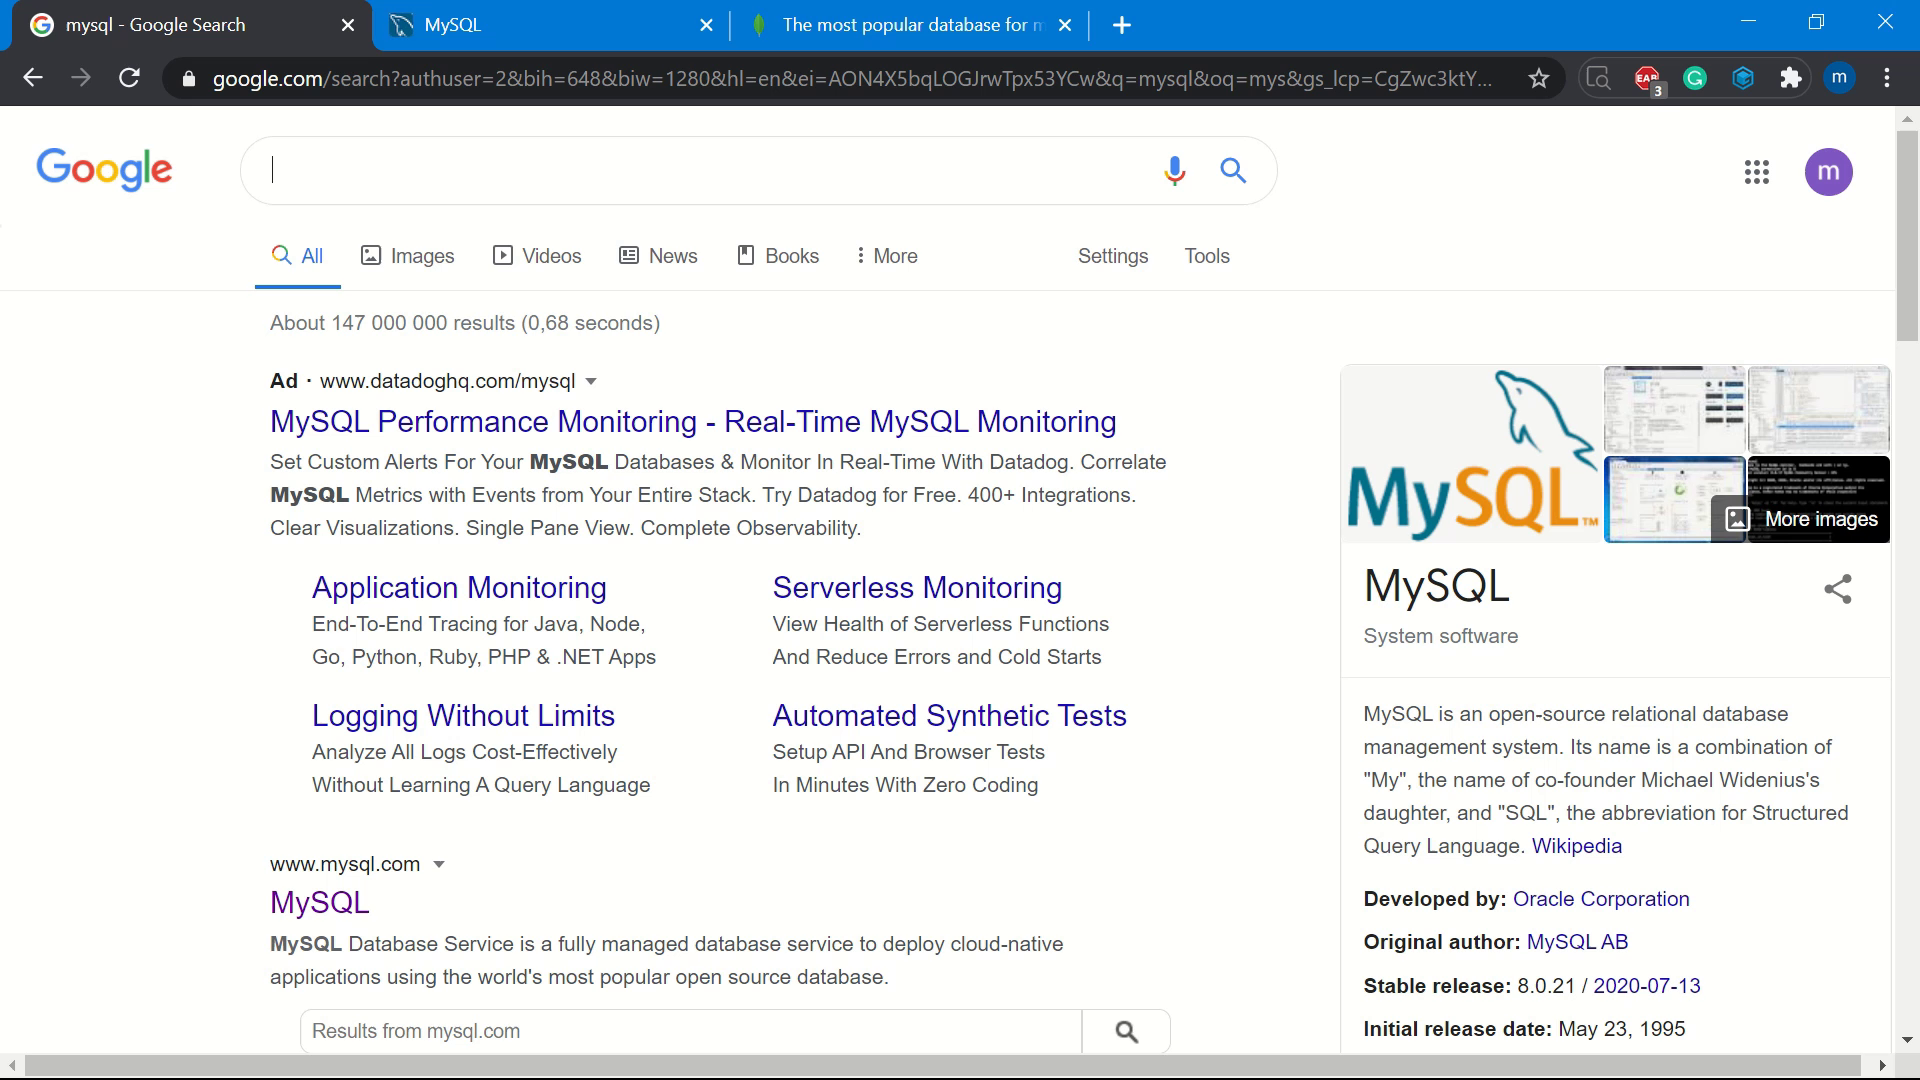 mysql - Google Search
MySQL
The most popular database for m
google.com/search?authuser=2&bih=648&biw=1280&hl=en&ei=AON4X5bqLOGJrwTpx53YCw&q=mysql&oq=mys&gs_lcp=CgZwc3ktY...
EAB
3
m
Google
m
All
Images
Videos
News
Books
More
Settings
Tools
About 147 000 000 results (0,68 seconds)
Ad · www.datadoghq.com/mysql
MySQL Performance Monitoring - Real-Time MySQL Monitoring
Set Custom Alerts For Your MySQL Databases & Monitor In Real-Time With Datadog. Correlate
MySQL Metrics with Events from Your Entire Stack. Try Datadog for Free. 400+ Integrations.
Clear Visualizations. Single Pane View. Complete Observability.
Application Monitoring
End-To-End Tracing for Java, Node,
Go, Python, Ruby, PHP & .NET Apps
Serverless Monitoring
View Health of Serverless Functions
And Reduce Errors and Cold Starts
Logging Without Limits
Analyze All Logs Cost-Effectively
Without Learning A Query Language
Automated Synthetic Tests
Setup API And Browser Tests
In Minutes With Zero Coding
www.mysql.com
MySQL
MySQL Database Service is a fully managed database service to deploy cloud-native
applications using the world's most popular open source database.
Results from mysql.com
MySQL™
More images
MySQL
System software
MySQL is an open-source relational database
management system. Its name is a combination of
"My", the name of co-founder Michael Widenius's
daughter, and "SQL", the abbreviation for Structured
Query Language. Wikipedia
Developed by: Oracle Corporation
Original author: MySQL AB
Stable release: 8.0.21 / 2020-07-13
Initial release date: May 23, 1995